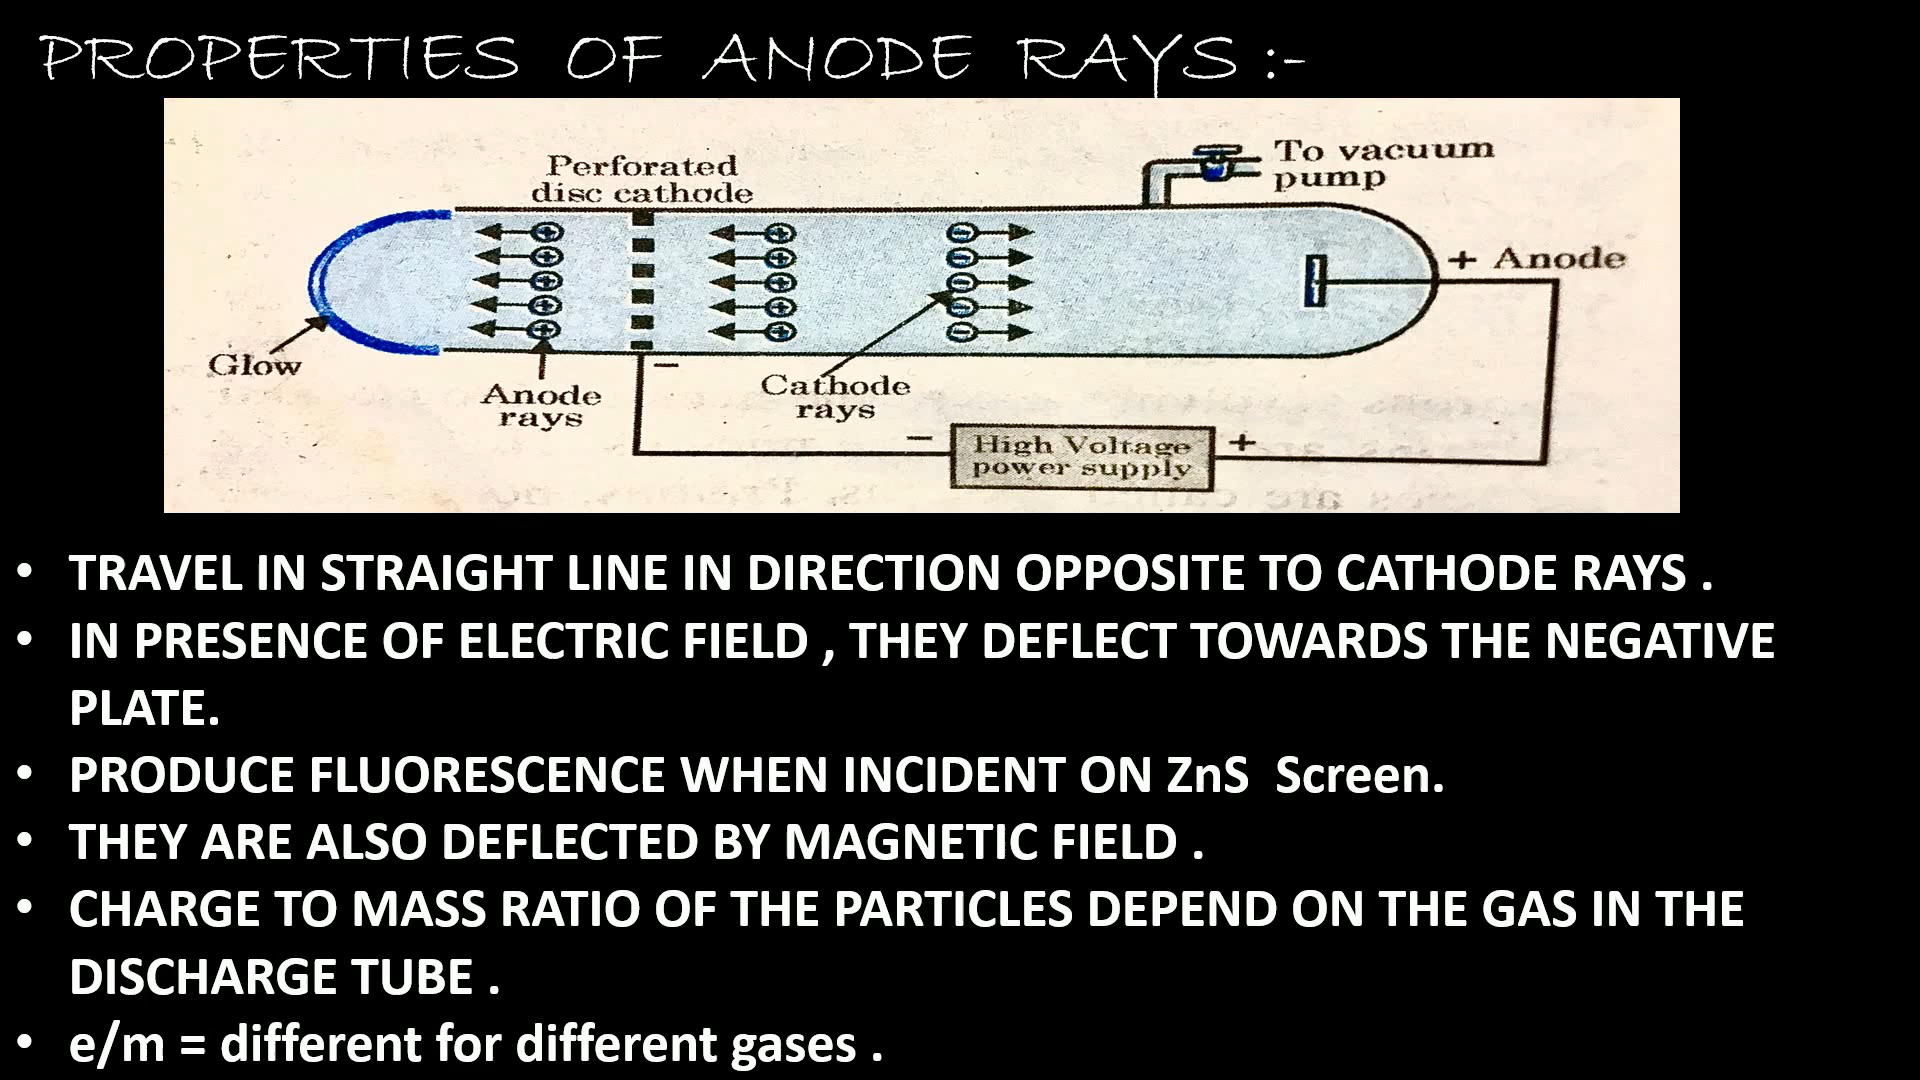 PROPERTIES OF ANODE RAYS :-
Perforated
disc cathode
To vacuum
pump
+ Anode
Glow
Anode
rays
−
Cathode
rays
−
High Voltage
power supply
+
• TRAVEL IN STRAIGHT LINE IN DIRECTION OPPOSITE TO CATHODE RAYS .
• IN PRESENCE OF ELECTRIC FIELD , THEY DEFLECT TOWARDS THE NEGATIVE
PLATE.
• PRODUCE FLUORESCENCE WHEN INCIDENT ON ZnS  Screen.
• THEY ARE ALSO DEFLECTED BY MAGNETIC FIELD .
• CHARGE TO MASS RATIO OF THE PARTICLES DEPEND ON THE GAS IN THE
DISCHARGE TUBE .
• e/m = different for different gases .